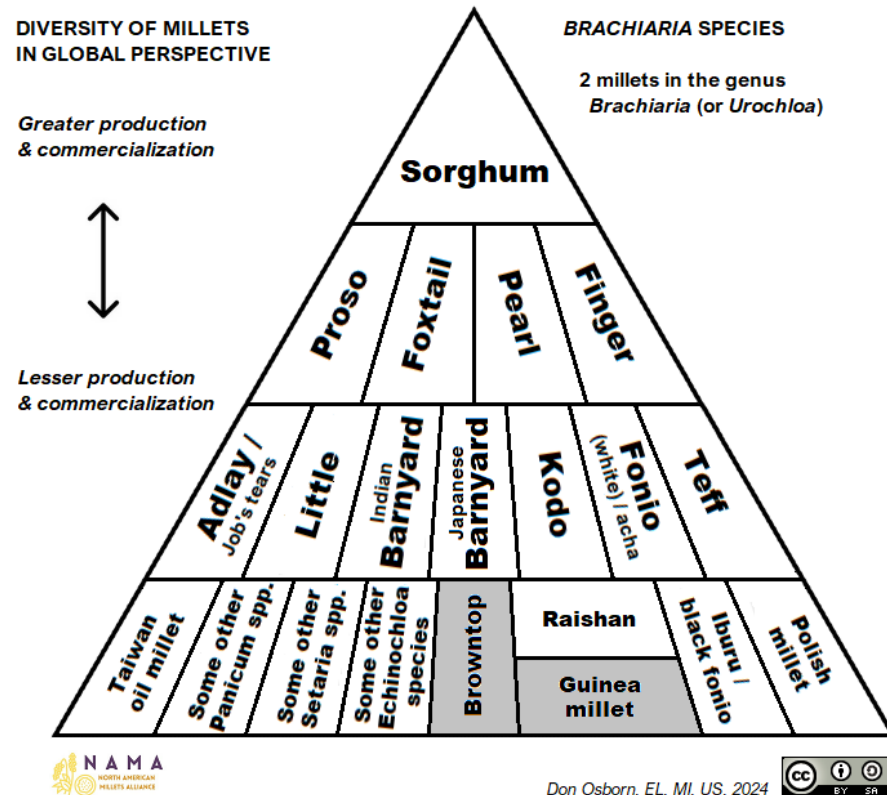 DIVERSITY OF MILLETS
IN GLOBAL PERSPECTIVE
BRACHIARIA SPECIES
2 millets in the genus
Brachiaria (or Urochloa)
Greater production
& commercialization
Lesser production
& commercialization
Sorghum
Proso
Foxtail
Pearl
Finger
Adlay /
Job's tears
Little
Indian
Barnyard
Japanese
Barnyard
Kodo
Fonio
(white) / acha
Teff
Taiwan
oil millet
Some other
Panicum spp.
Some other
Setaria spp.
Some other
Echinochloa
species
Browntop
Raishan
Guinea
millet
Iburu /
black fonio
Polish
millet
NAMA
NORTH AMERICAN
MILLETS ALLIANCE
Don Osborn, EL, MI, US, 2024
cc
BY SA